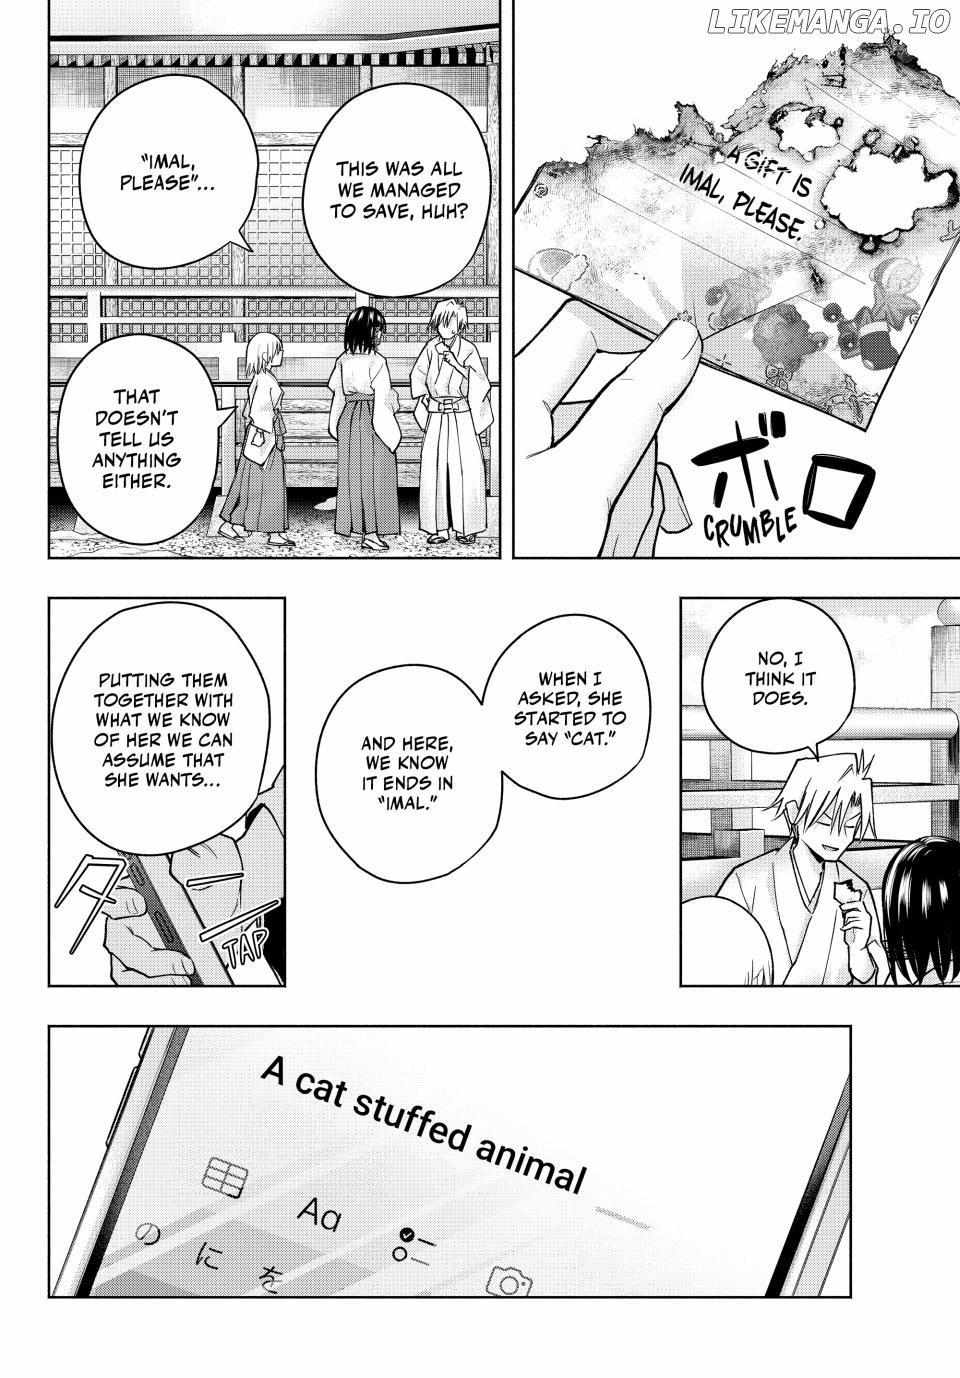 LIKEMANGA.IO
A GIFT IS
IMAL, PLEASE.
ボロ
CRUMBLE
THIS WAS ALL
WE MANAGED
TO SAVE, HUH?
"IMAL,
PLEASE"...
THAT
DOESN'T
TELL US
ANYTHING
EITHER.
NO, I
THINK IT
DOES.
WHEN I
ASKED, SHE
STARTED TO
SAY "CAT."
AND HERE,
WE KNOW
IT ENDS IN
"IMAL."
PUTTING THEM
TOGETHER WITH
WHAT WE KNOW
OF HER WE CAN
ASSUME THAT
SHE WANTS...
タ
TAP
A cat stuffed animal
Aa
の に を